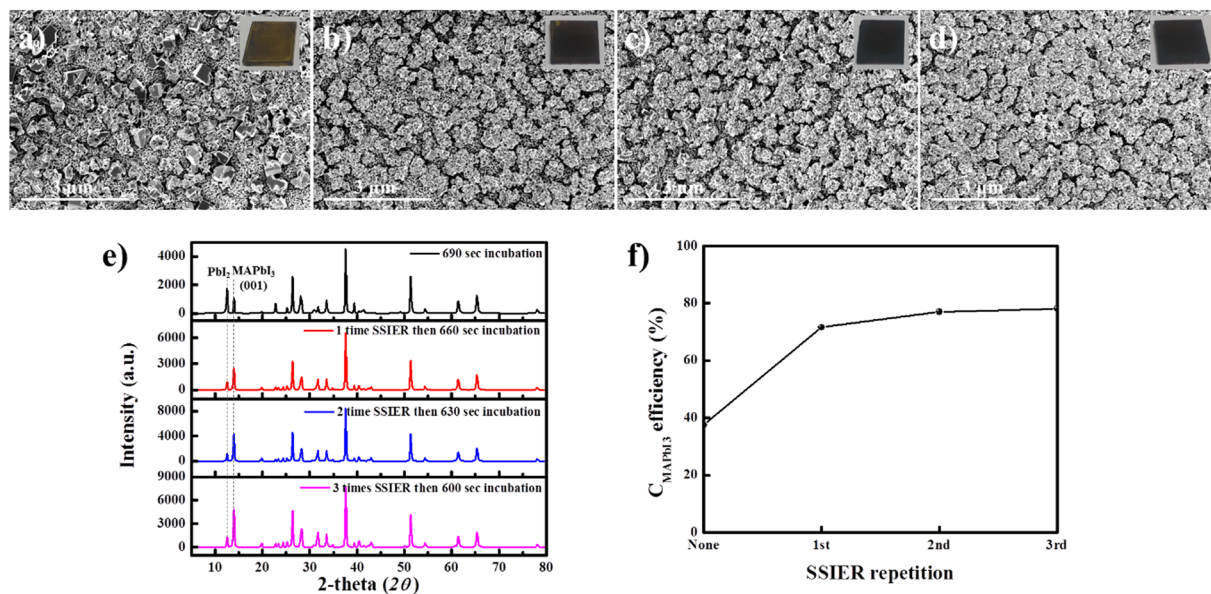 a)
b)
c)
d)
3 μm
3 μm
3 μm
3 μm
e)
Intensity (a.u.)
PbI2
MAPbI3
(001)
690 sec incubation
4000
2000
0
1 time SSIER then 660 sec incubation
6000
3000
0
2 time SSIER then 630 sec incubation
8000
4000
0
3 times SSIER then 600 sec incubation
9000
6000
3000
0
10 20 30 40 50 60 70 80
2-theta (2θ)
f)
CMAPbI3 efficiency (%)
100
80
60
40
20
0
None 1st 2nd 3rd
SSIER repetition